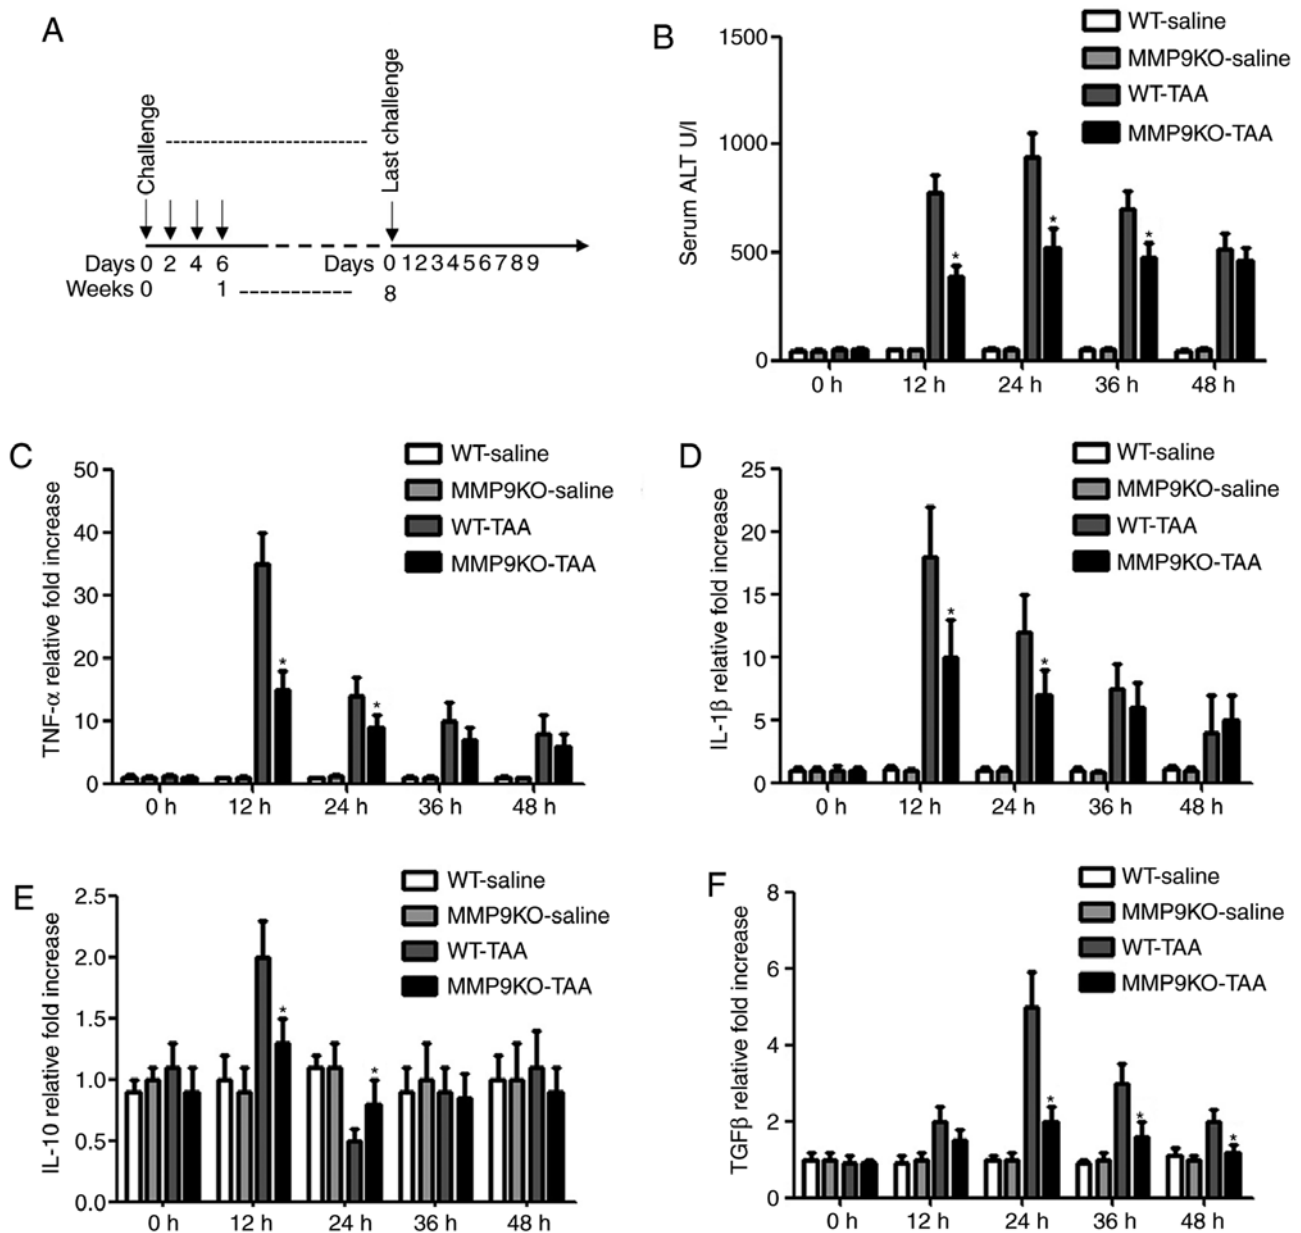 A
Challenge
Last challenge
Days 0 2 4 6 Days 0 1 2 3 4 5 6 7 8 9
Weeks 0 1 8
B
WT-saline
MMP9KO-saline
WT-TAA
MMP9KO-TAA
Serum ALT U/l
1500
1000
500
0
* * *
0 h 12 h 24 h 36 h 48 h
C
WT-saline
MMP9KO-saline
WT-TAA
MMP9KO-TAA
TNF-α relative fold increase
50
40
30
20
10
0
* *
0 h 12 h 24 h 36 h 48 h
D
WT-saline
MMP9KO-saline
WT-TAA
MMP9KO-TAA
IL-1β relative fold increase
25
20
15
10
5
0
* *
0 h 12 h 24 h 36 h 48 h
E
WT-saline
MMP9KO-saline
WT-TAA
MMP9KO-TAA
IL-10 relative fold increase
2.5
2.0
1.5
1.0
0.5
0.0
* *
0 h 12 h 24 h 36 h 48 h
F
WT-saline
MMP9KO-saline
WT-TAA
MMP9KO-TAA
TGFβ relative fold increase
8
6
4
2
0
* * *
0 h 12 h 24 h 36 h 48 h